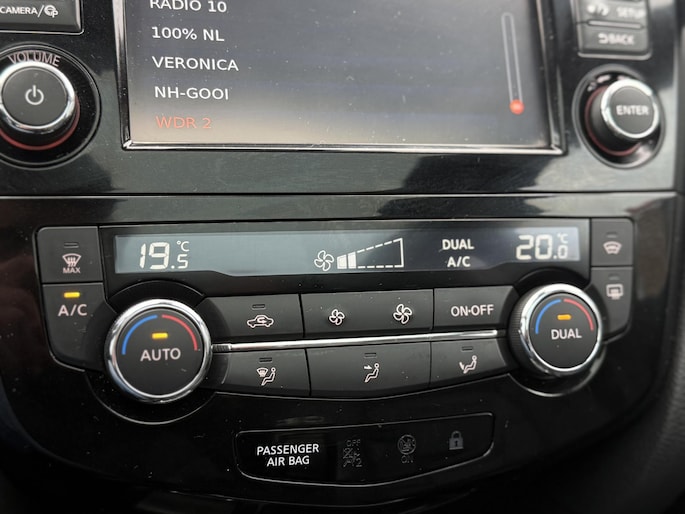 CAMERA/
RADIO 10
100% NL
VERONICA
NH-GOOI
WDR 2
SETUP
BACK
VOLUME
ENTER
19.5°C
DUAL
A/C
20.0°C
MAX
A/C
AUTO
ON·OFF
DUAL
PASSENGER
AIR BAG
OFF
ON
1